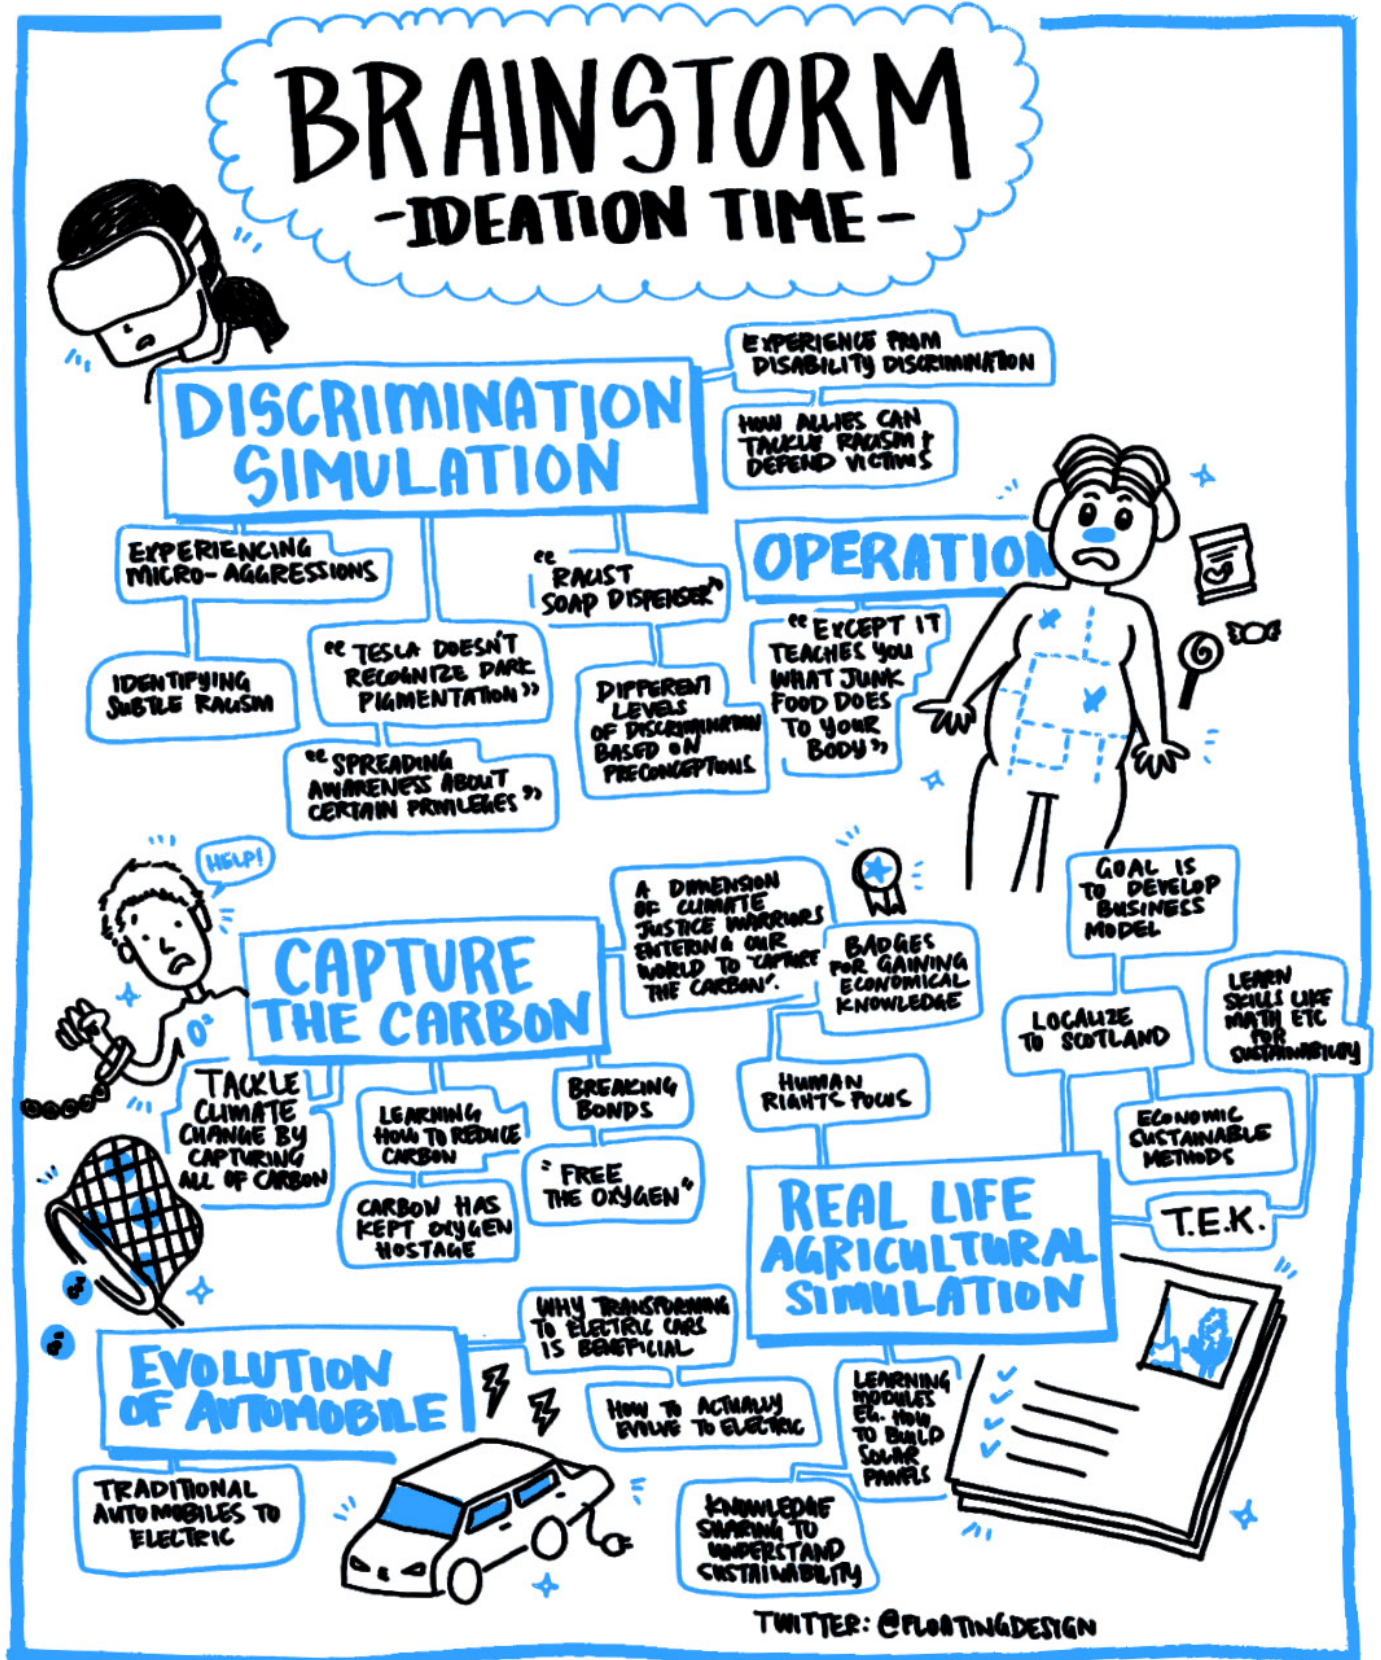 BRAINSTORM
-IDEATION TIME-
DISCRIMINATION
SIMULATION
EXPERIENCE FROM
DISABILITY DISCRIMINATION
HOW ALLIES CAN
TACKLE RACISM +
DEFEND VICTIMS
EXPERIENCING
MICRO-AGGRESSIONS
IDENTIFYING
SUBTLE RACISM
"TESLA DOESN'T
RECOGNIZE DARK
PIGMENTATION"
"SPREADING
AWARENESS ABOUT
CERTAIN PRIVILEGES"
"RACIST
SOAP DISPENSER"
DIFFERENT
LEVELS
OF DISCRIMINATION
BASED ON
PRECONCEPTIONS
OPERATION
"EXCEPT IT
TEACHES YOU
WHAT JUNK
FOOD DOES
TO YOUR
BODY"
HELP!
O²
CAPTURE
THE CARBON
A DIMENSION
OF CLIMATE
JUSTICE WARRIORS
ENTERING OUR
WORLD TO "CAPTURE
THE CARBON".
TACKLE
CLIMATE
CHANGE BY
CAPTURING
ALL OF CARBON
LEARNING
HOW TO REDUCE
CARBON
CARBON HAS
KEPT OXYGEN
HOSTAGE
BREAKING
BONDS
"FREE
THE OXYGEN"
BADGES
FOR GAINING
ECONOMICAL
KNOWLEDGE
HUMAN
RIGHTS FOCUS
GOAL IS
TO DEVELOP
BUSINESS
MODEL
LOCALIZE
TO SCOTLAND
LEARN
SKILLS LIKE
MATH ETC
FOR
SUSTAINABILITY
ECONOMIC
SUSTAINABLE
METHODS
T.E.K.
REAL LIFE
AGRICULTURAL
SIMULATION
LEARNING
MODULES
EG. HOW
TO BUILD
SOLAR
PANELS
KNOWLEDGE
SHARING TO
UNDERSTAND
SUSTAINABILITY
EVOLUTION
OF AUTOMOBILE
WHY TRANSFORMING
TO ELECTRIC CARS
IS BENEFICIAL
HOW TO ACTUALLY
EVOLVE TO ELECTRIC
TRADITIONAL
AUTOMOBILES TO
ELECTRIC
TWITTER: @FLOATINGDESIGN